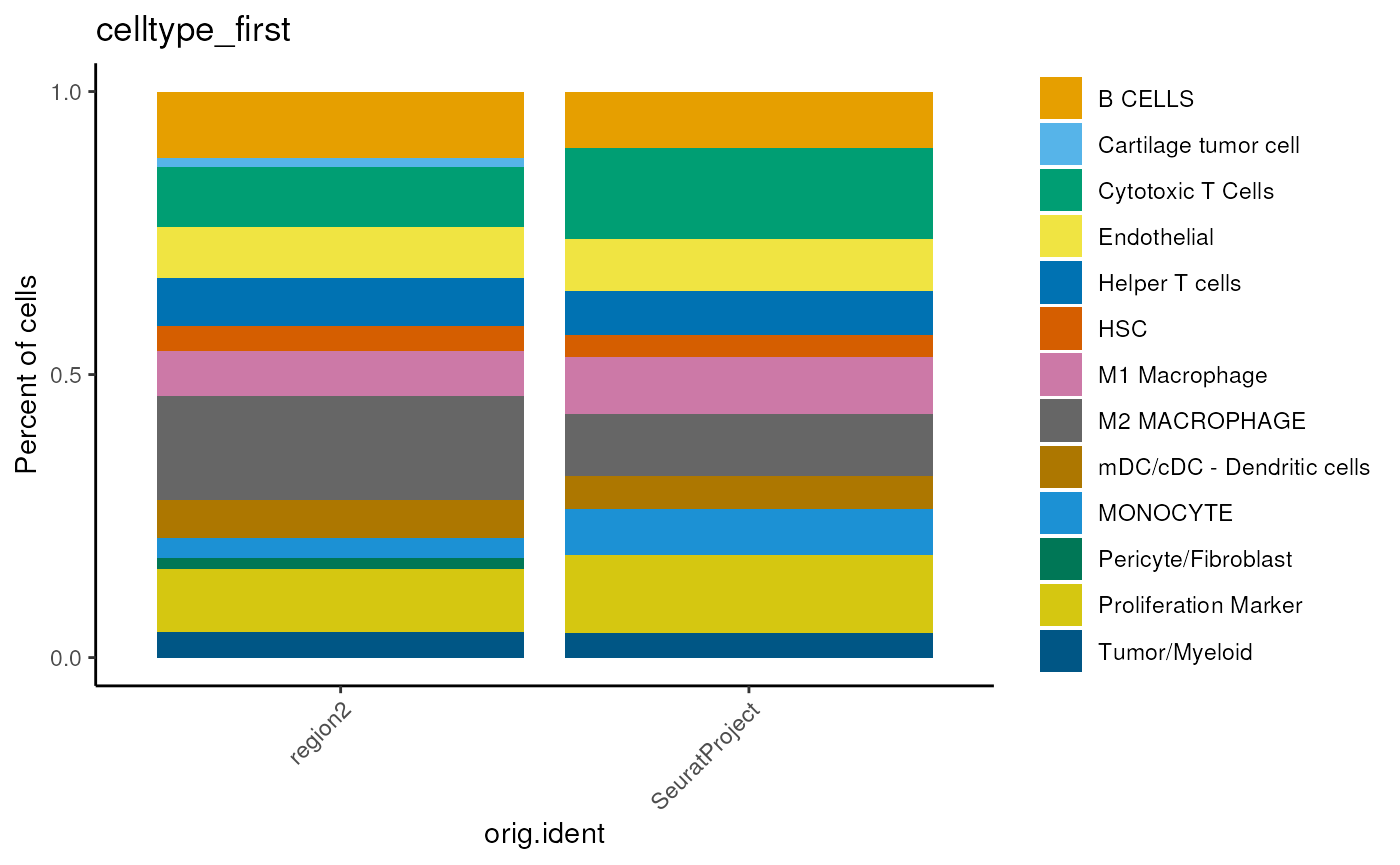 celltype_first
1.0
0.5
0.0
Percent of cells
region2
SeuratProject
orig.ident
B CELLS
Cartilage tumor cell
Cytotoxic T Cells
Endothelial
Helper T cells
HSC
M1 Macrophage
M2 MACROPHAGE
mDC/cDC - Dendritic cells
MONOCYTE
Pericyte/Fibroblast
Proliferation Marker
Tumor/Myeloid